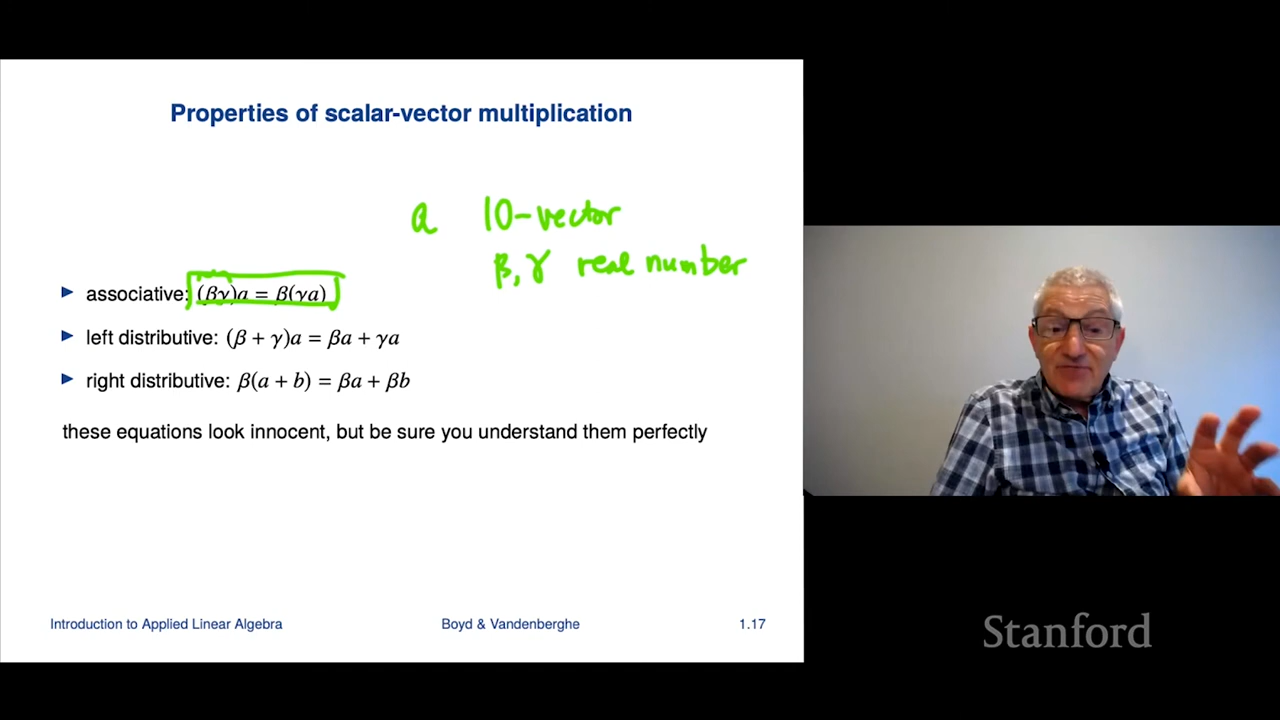 Properties of scalar-vector multiplication
a 10-vector
β, γ real number
▶ associative: (βγ)a = β(γa)
▶ left distributive: (β + γ)a = βa + γa
▶ right distributive: β(a + b) = βa + βb
these equations look innocent, but be sure you understand them perfectly
Introduction to Applied Linear Algebra Boyd & Vandenberghe 1.17
Stanford